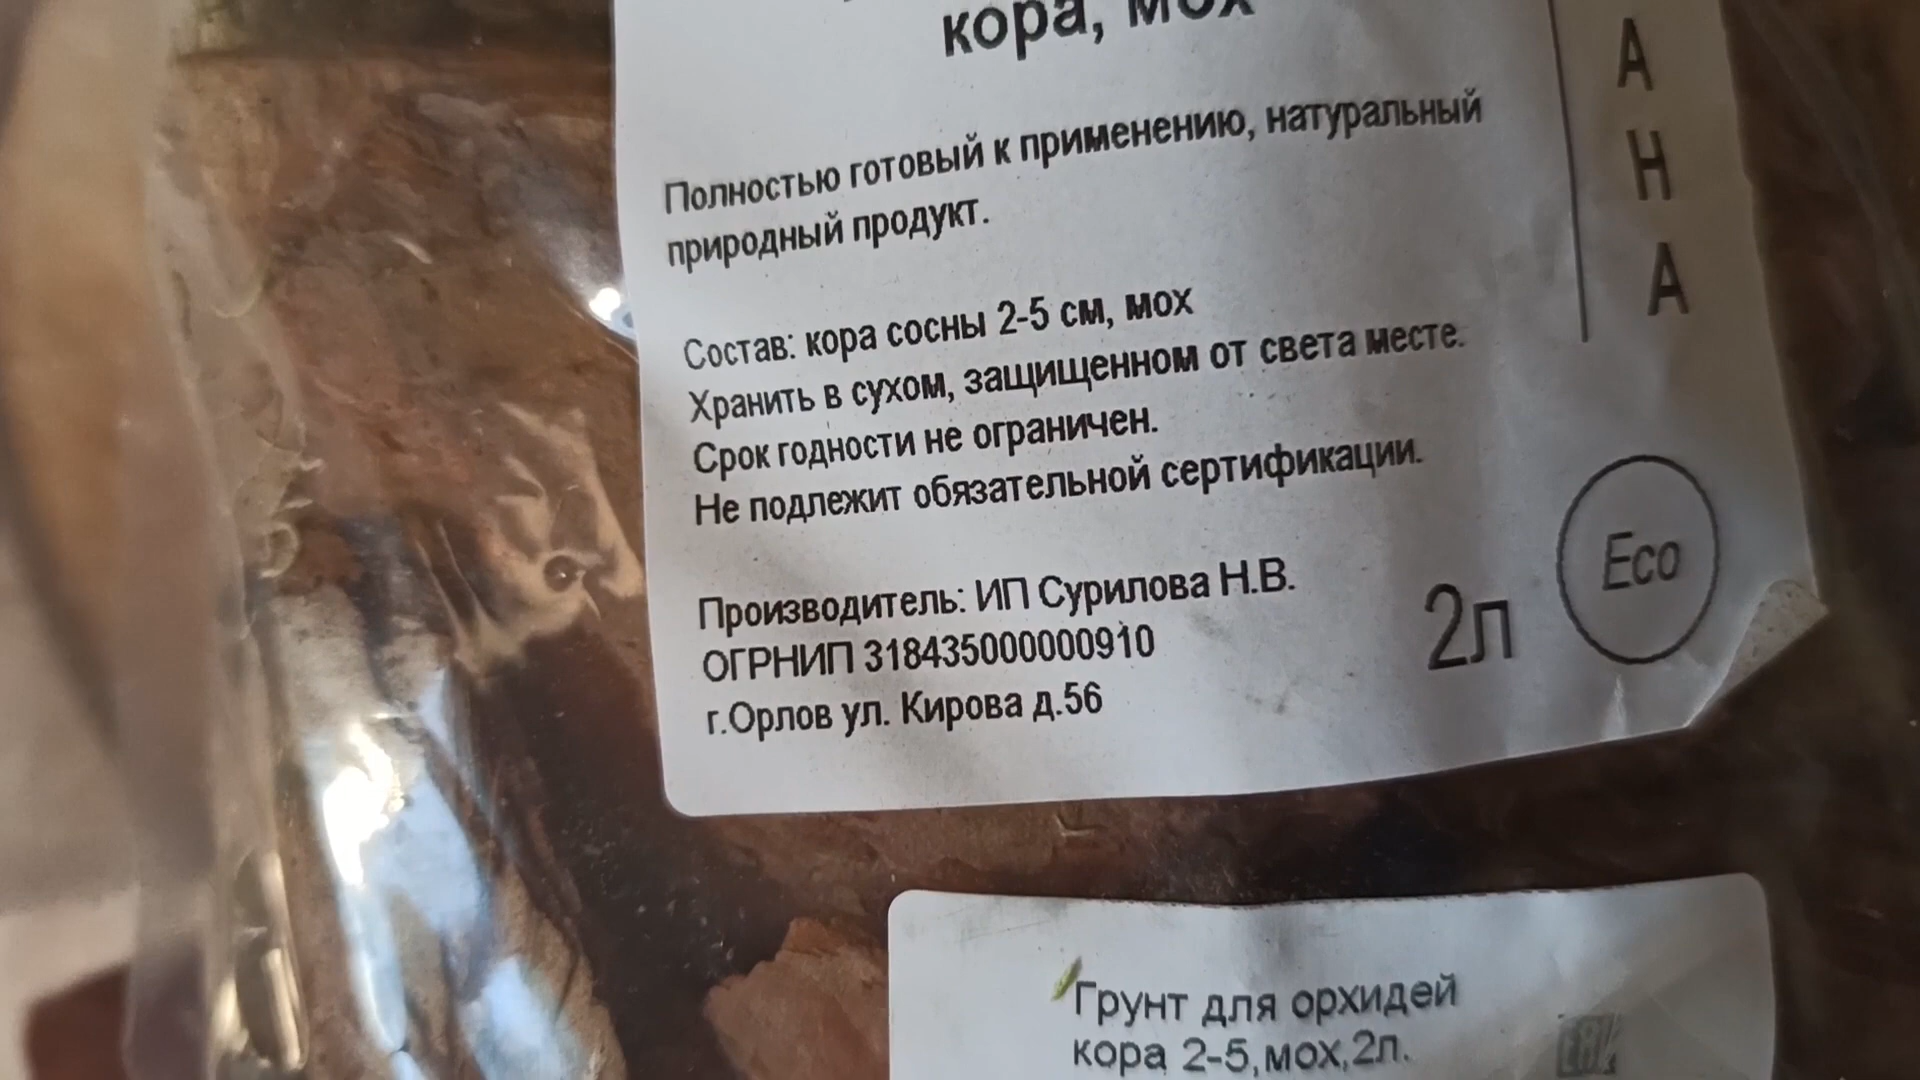 кора, мох
Полностью готовый к применению, натуральный
природный продукт.
Состав: кора сосны 2-5 см, мох
Хранить в сухом, защищенном от света месте.
Срок годности не ограничен.
Не подлежит обязательной сертификации.
Производитель: ИП Сурилова Н.В.
ОГРНИП 318435000000910
г.Орлов ул. Кирова д.56
2л
Eco
А
Н
А
Грунт для орхидей
кора 2-5,мох,2л.
EAC